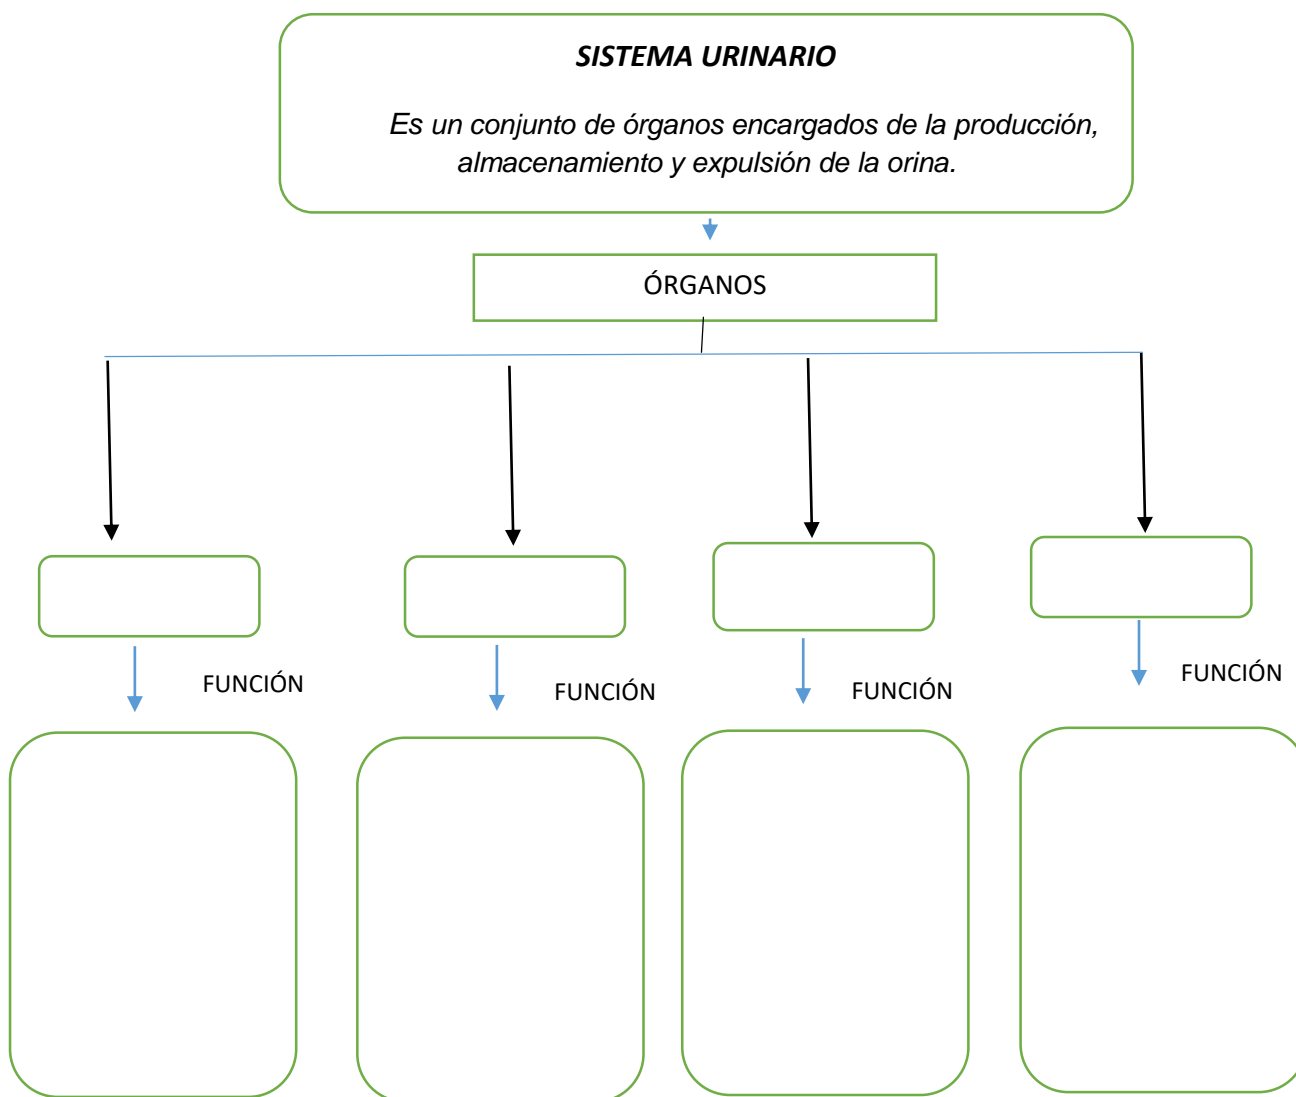 SISTEMA URINARIO
Es un conjunto de órganos encargados de la producción,
almacenamiento y expulsión de la orina.
ÓRGANOS
FUNCIÓN
FUNCIÓN
FUNCIÓN
FUNCIÓN